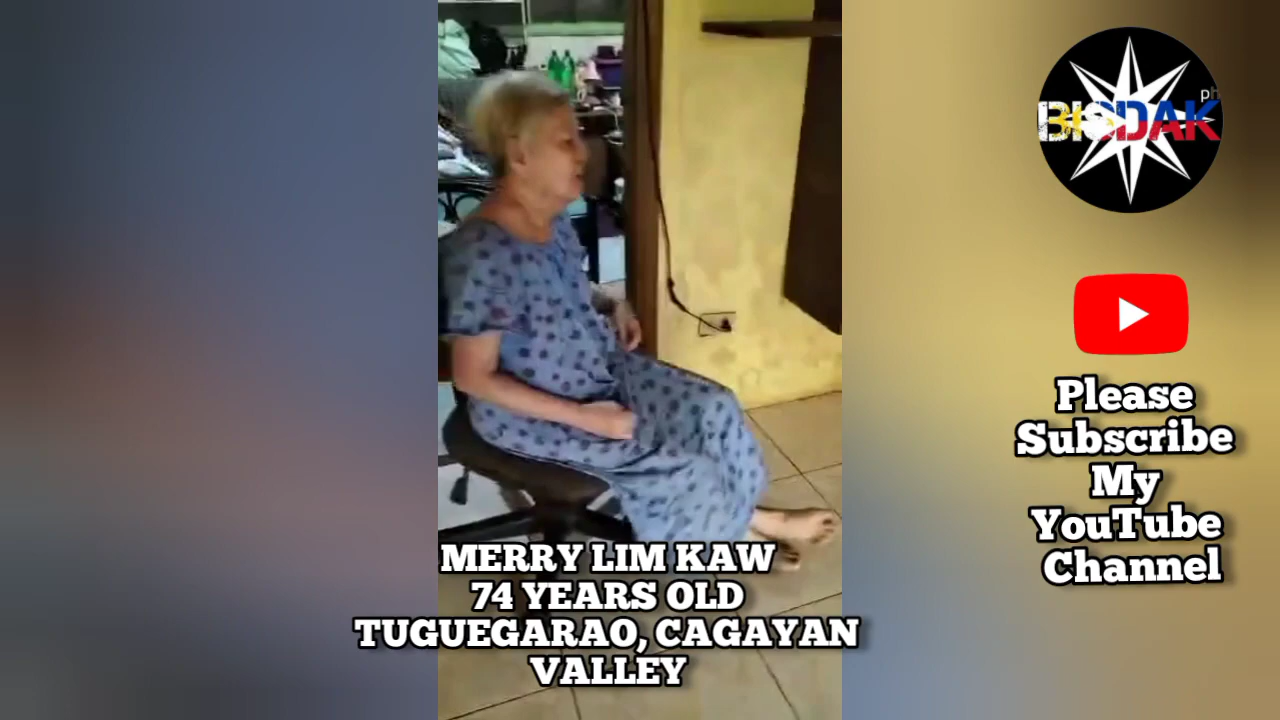 ph
BISDAK
Please
Subscribe
My
YouTube
Channel
MERRY LIM KAW
74 YEARS OLD
TUGUEGARAO, CAGAYAN
VALLEY